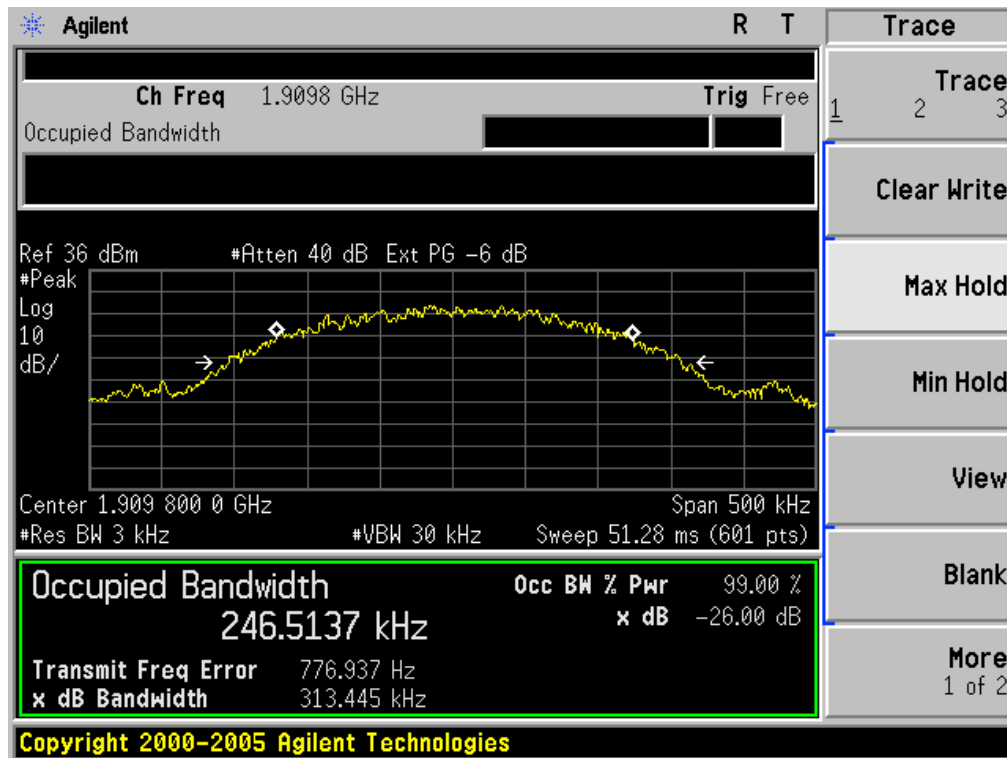 Agilent R T
Trace
Ch Freq 1.9098 GHz Trig Free
Occupied Bandwidth
Trace
1 2 3
Clear Write
Max Hold
Min Hold
View
Blank
More
1 of 2
Ref 36 dBm #Atten 40 dB Ext PG -6 dB
#Peak
Log
10
dB/
Center 1.909 800 0 GHz Span 500 kHz
#Res BW 3 kHz #VBW 30 kHz Sweep 51.28 ms (601 pts)
Occupied Bandwidth
246.5137 kHz
Occ BW % Pwr 99.00 %
x dB -26.00 dB
Transmit Freq Error 776.937 Hz
x dB Bandwidth 313.445 kHz
Copyright 2000-2005 Agilent Technologies